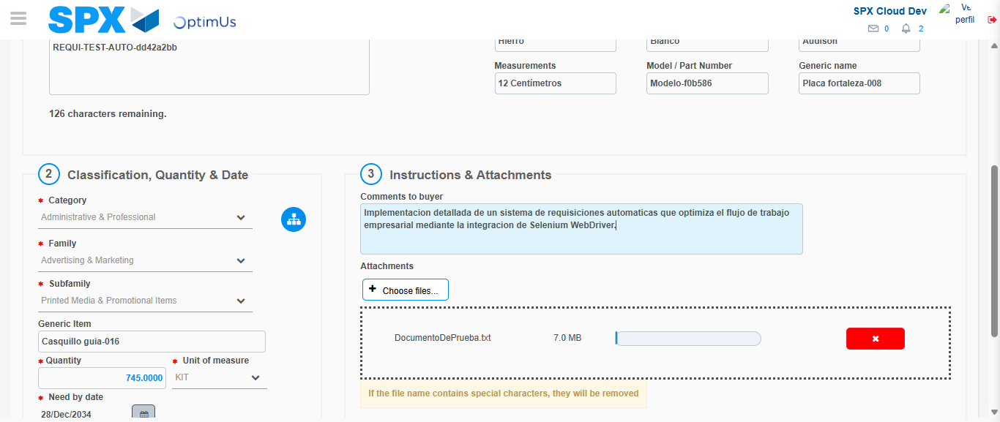 SPX OptimUs
SPX Cloud Dev
Ve perfil
0 2
REQUI-TEST-AUTO-dd42a2bb
Hierro
Blanco
Audison
Measurements
Model / Part Number
Generic name
12 Centímetros
Modelo-f0b586
Placa fortaleza-008
126 characters remaining.
2 Classification, Quantity & Date
* Category
Administrative & Professional
* Family
Advertising & Marketing
* Subfamily
Printed Media & Promotional Items
Generic Item
Casquillo guia-016
* Quantity
* Unit of measure
745.0000
KIT
* Need by date
28/Dec/2034
3 Instructions & Attachments
Comments to buyer
Implementacion detallada de un sistema de requisiciones automaticas que optimiza el flujo de trabajo
empresarial mediante la integracion de Selenium WebDriver.
Attachments
+ Choose files...
DocumentoDePrueba.txt 7.0 MB
If the file name contains special characters, they will be removed